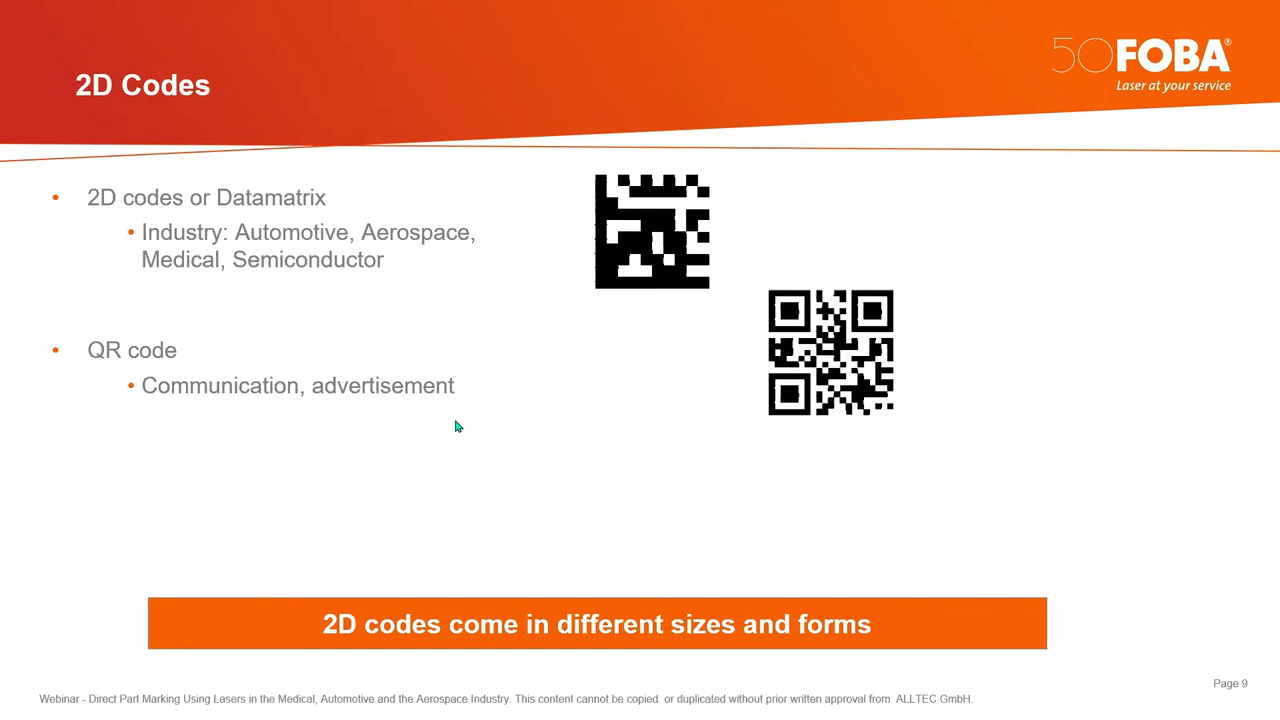 2D Codes
50 FOBA®
Laser at your service
• 2D codes or Datamatrix
• Industry: Automotive, Aerospace,
Medical, Semiconductor
• QR code
• Communication, advertisement
2D codes come in different sizes and forms
Page 9
Webinar - Direct Part Marking Using Lasers in the Medical, Automotive and the Aerospace Industry. This content cannot be copied or duplicated without prior written approval from ALLTEC GmbH.